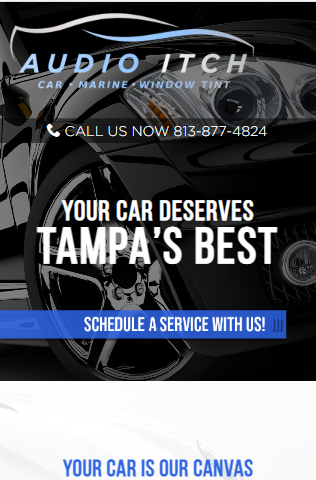 AUDIO ITCH
CAR • MARINE • WINDOW TINT
CALL US NOW 813-877-4824
YOUR CAR DESERVES
TAMPA'S BEST
SCHEDULE A SERVICE WITH US!
YOUR CAR IS OUR CANVAS